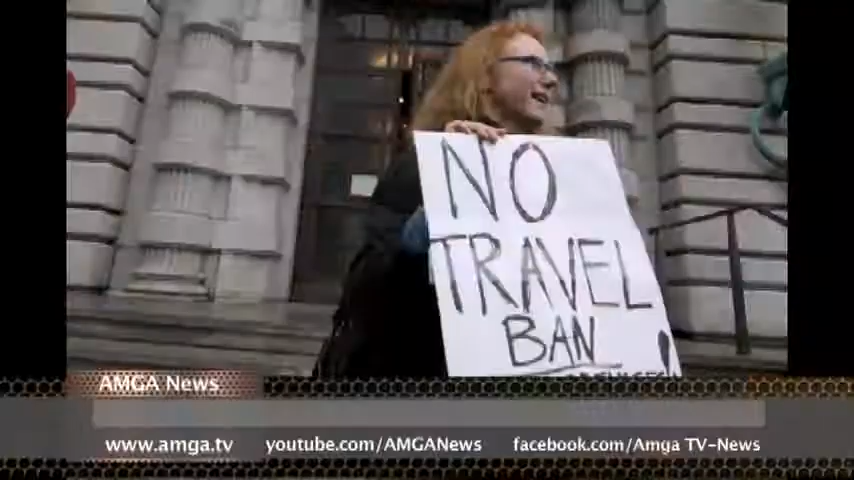 NO
TRAVEL
BAN !
AMGA News
www.amga.tv youtube.com/AMGANews facebook.com/Amga TV-News